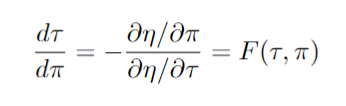 dτ/dπ = − (∂η/∂π)/(∂η/∂τ) = F(τ, π)